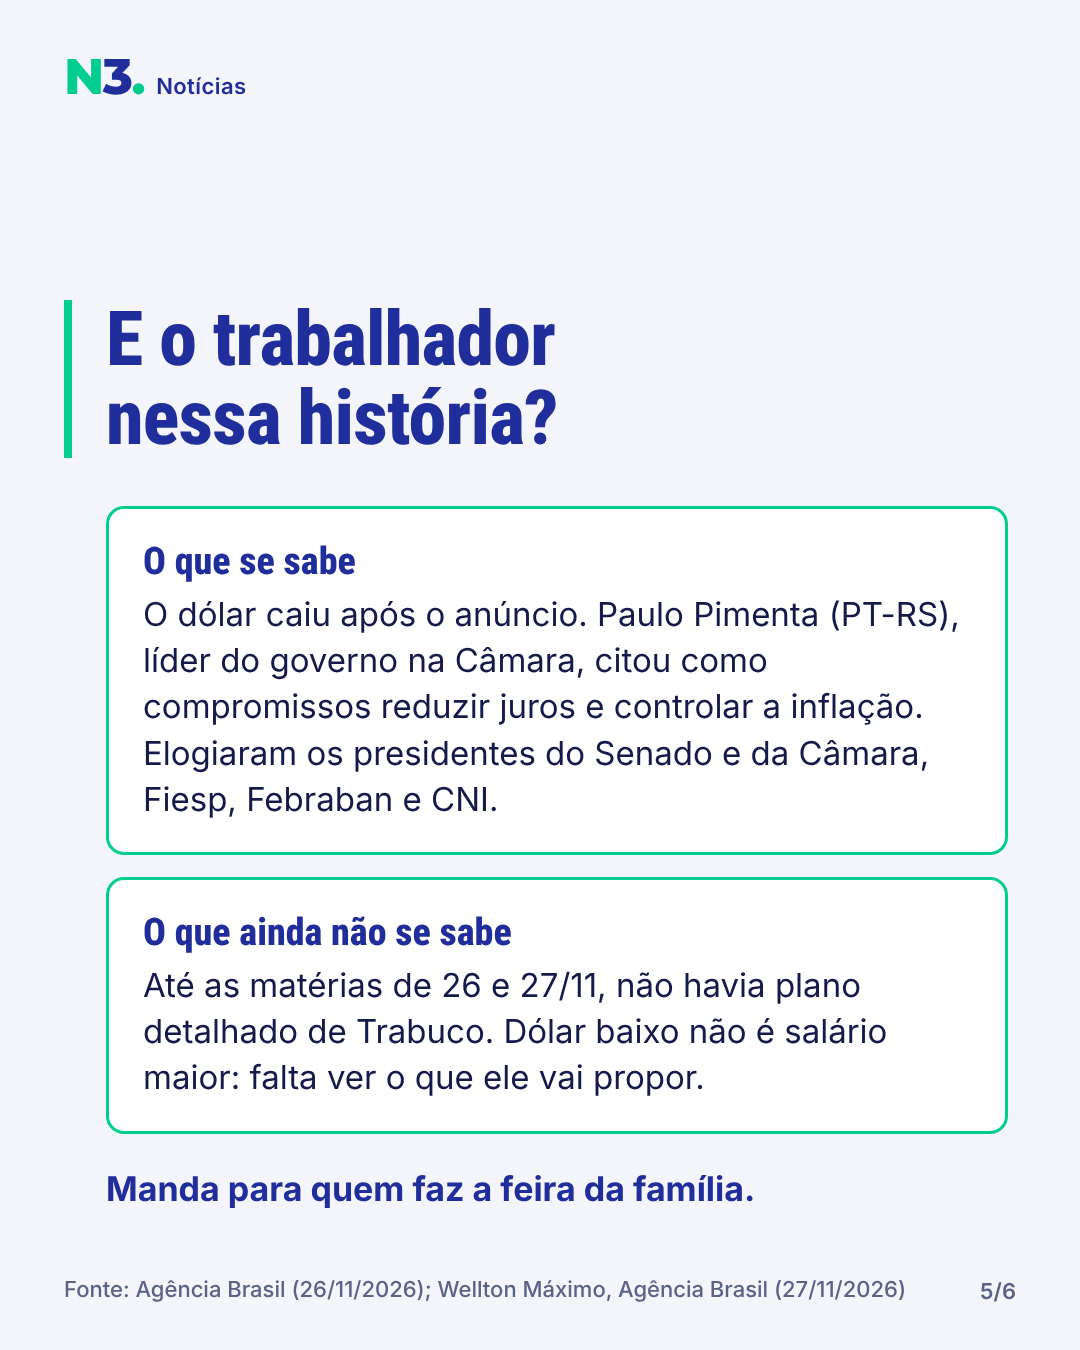 N3. Notícias
E o trabalhador
nessa história?
O que se sabe
O dólar caiu após o anúncio. Paulo Pimenta (PT-RS),
líder do governo na Câmara, citou como
compromissos reduzir juros e controlar a inflação.
Elogiaram os presidentes do Senado e da Câmara,
Fiesp, Febraban e CNI.
O que ainda não se sabe
Até as matérias de 26 e 27/11, não havia plano
detalhado de Trabuco. Dólar baixo não é salário
maior: falta ver o que ele vai propor.
Manda para quem faz a feira da família.
Fonte: Agência Brasil (26/11/2026); Wellton Máximo, Agência Brasil (27/11/2026)
5/6